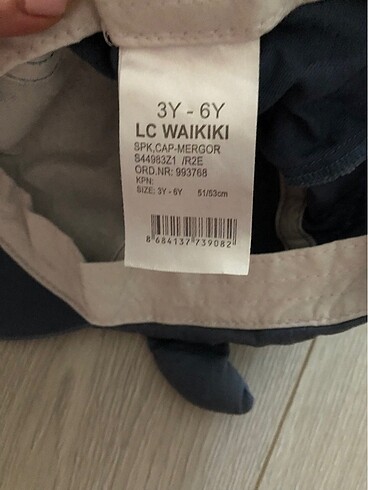 3Y - 6Y
LC WAIKIKI
SPK,CAP-MERGOR
S44983Z1 /R2E
ORD.NR: 993768
KPN:
SIZE: 3Y - 6Y 51/53cm
8 684137 739082